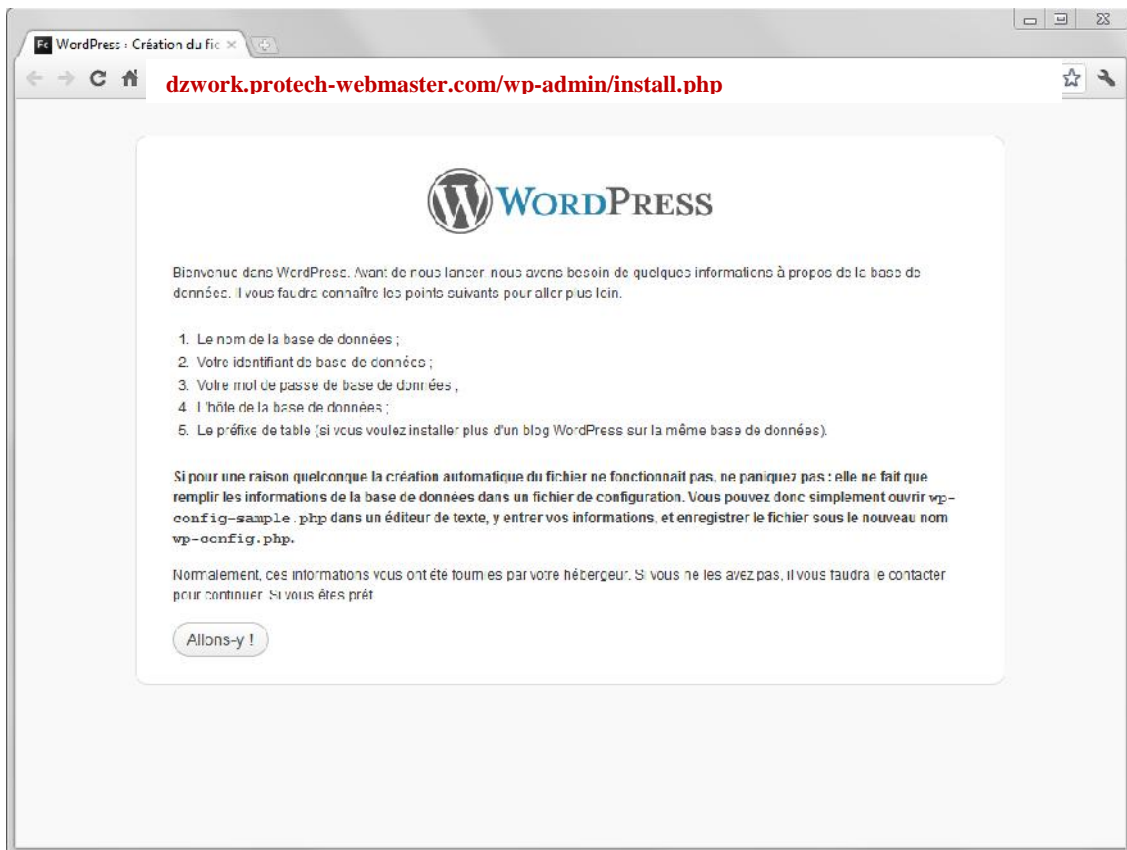 WordPress › Création du fic
dzwork.protech-webmaster.com/wp-admin/install.php
WORDPRESS
Bienvenue dans WordPress. Avant de nous lancer, nous avons besoin de quelques informations à propos de la base de
données. Il vous faudra connaître les points suivants pour aller plus loin.
1. Le nom de la base de données ;
2. Votre identifiant de base de données ;
3. Votre mot de passe de base de données ;
4. L'hôte de la base de données ;
5. Le préfixe de table (si vous voulez installer plus d'un blog WordPress sur la même base de données).
Si pour une raison quelconque la création automatique du fichier ne fonctionnait pas, ne paniquez pas : elle ne fait que
remplir les informations de la base de données dans un fichier de configuration. Vous pouvez donc simplement ouvrir wp-
config-sample.php dans un éditeur de texte, y entrer vos informations, et enregistrer le fichier sous le nouveau nom
wp-config.php.
Normalement, ces informations vous ont été fournies par votre hébergeur. Si vous ne les avez pas, il vous faudra le contacter
pour continuer. Si vous êtes prêt
Allons-y !